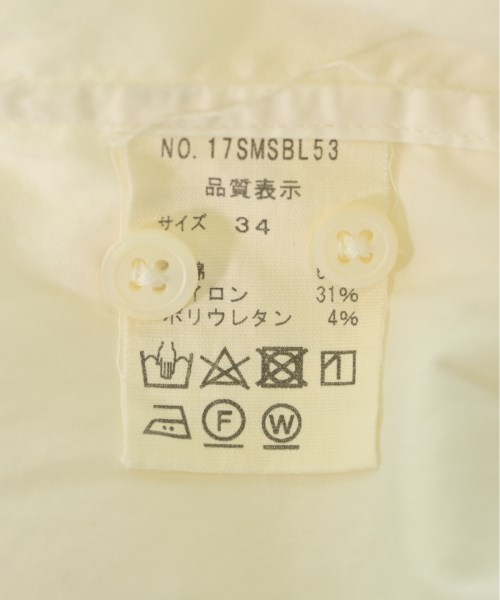 NO. 17SMSBL53
品質表示
サイズ 34
綿
イロン 31%
ポリウレタン 4%
F W